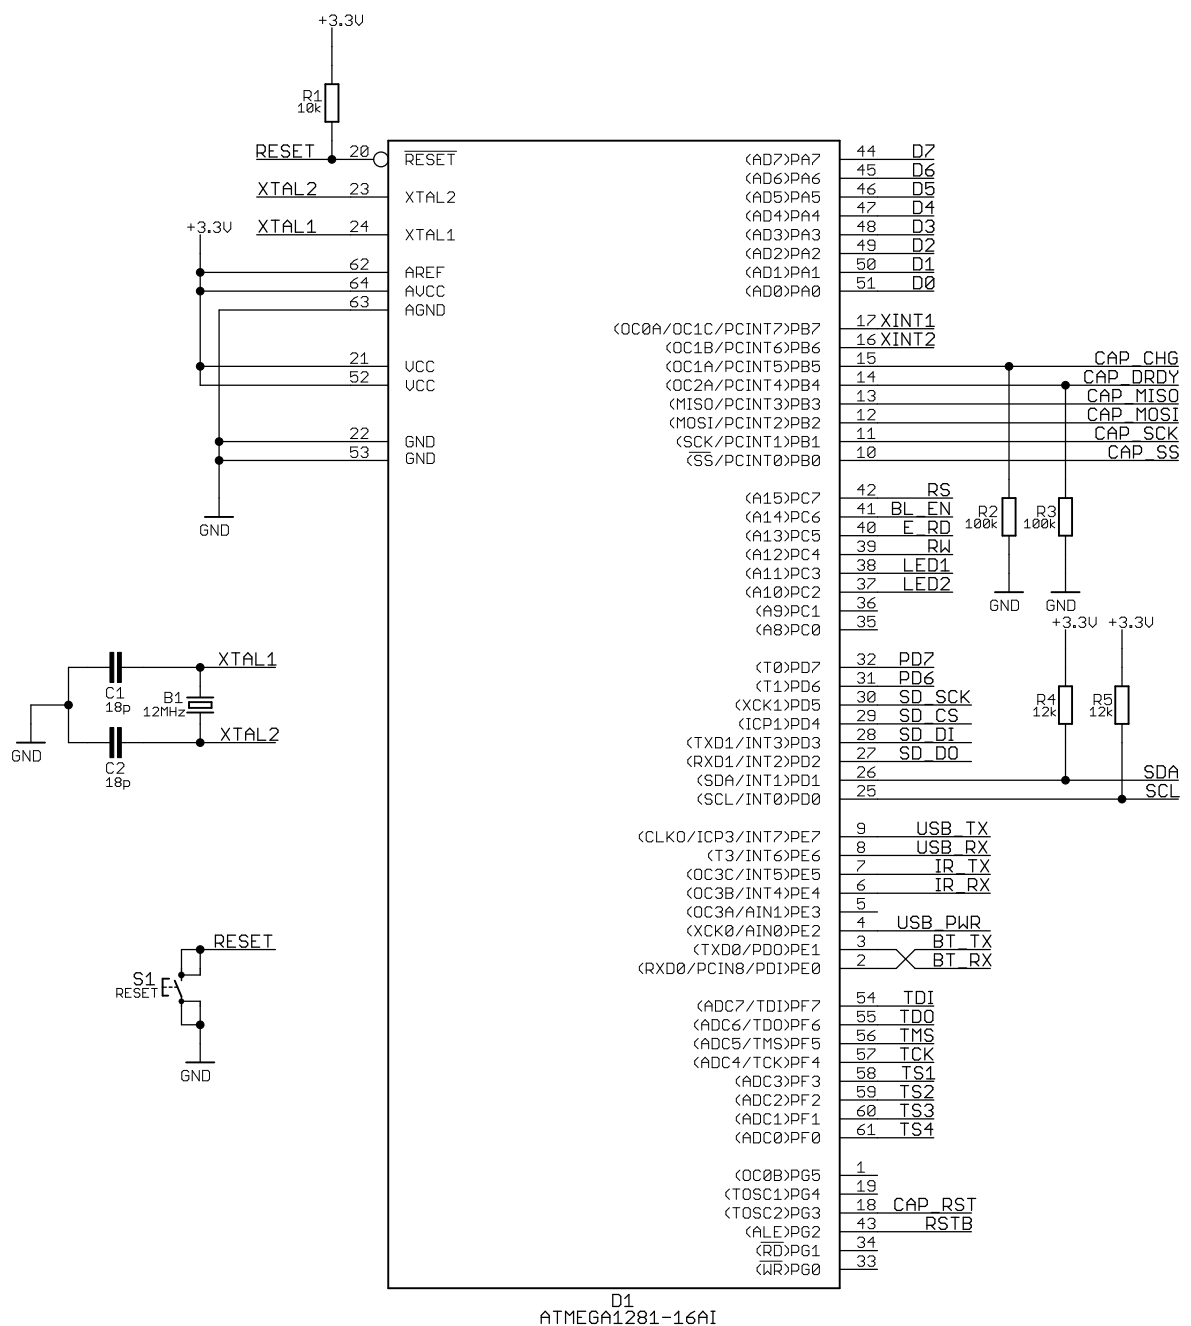 +3.3V
R1
10k
RESET 20 RESET (AD7)PA7 44 D7
(AD6)PA6 45 D6
XTAL2 23 XTAL2 (AD5)PA5 46 D5
(AD4)PA4 47 D4
+3.3V XTAL1 24 XTAL1 (AD3)PA3 48 D3
(AD2)PA2 49 D2
62 AREF (AD1)PA1 50 D1
64 AVCC (AD0)PA0 51 D0
63 AGND
(OC0A/OC1C/PCINT7)PB7 17 XINT1
(OC1B/PCINT6)PB6 16 XINT2
21 VCC (OC1A/PCINT5)PB5 15 CAP_CHG
52 VCC (OC2A/PCINT4)PB4 14 CAP_DRDY
(MISO/PCINT3)PB3 13 CAP_MISO
(MOSI/PCINT2)PB2 12 CAP_MOSI
22 GND (SCK/PCINT1)PB1 11 CAP_SCK
53 GND (SS/PCINT0)PB0 10 CAP_SS
GND
(A15)PC7 42 RS
(A14)PC6 41 BL_EN
R2
100k
R3
100k
(A13)PC5 40 E_RD
(A12)PC4 39 RW
(A11)PC3 38 LED1
(A10)PC2 37 LED2
(A9)PC1 36
GND GND
(A8)PC0 35
+3.3V +3.3V
XTAL1 (T0)PD7 32 PD7
(T1)PD6 31 PD6
C1
18p
B1
12MHz
(XCK1)PD5 30 SD_SCK
R4
12k
R5
12k
(ICP1)PD4 29 SD_CS
XTAL2 (TXD1/INT3)PD3 28 SD_DI
GND
C2
18p
(RXD1/INT2)PD2 27 SD_DO
(SDA/INT1)PD1 26 SDA
(SCL/INT0)PD0 25 SCL
(CLKO/ICP3/INT7)PE7 9 USB_TX
(T3/INT6)PE6 8 USB_RX
(OC3C/INT5)PE5 7 IR_TX
(OC3B/INT4)PE4 6 IR_RX
(OC3A/AIN1)PE3 5
(XCK0/AIN0)PE2 4 USB_PWR
RESET (TXD0/PDO)PE1 3 BT_TX
(RXD0/PCIN8/PDI)PE0 2 BT_RX
S1
RESET
(ADC7/TDI)PF7 54 TDI
(ADC6/TDO)PF6 55 TDO
(ADC5/TMS)PF5 56 TMS
(ADC4/TCK)PF4 57 TCK
GND
(ADC3)PF3 58 TS1
(ADC2)PF2 59 TS2
(ADC1)PF1 60 TS3
(ADC0)PF0 61 TS4
(OC0B)PG5 1
(TOSC1)PG4 19
(TOSC2)PG3 18 CAP_RST
(ALE)PG2 43 RSTB
(RD)PG1 34
(WR)PG0 33
D1
ATMEGA1281-16AI